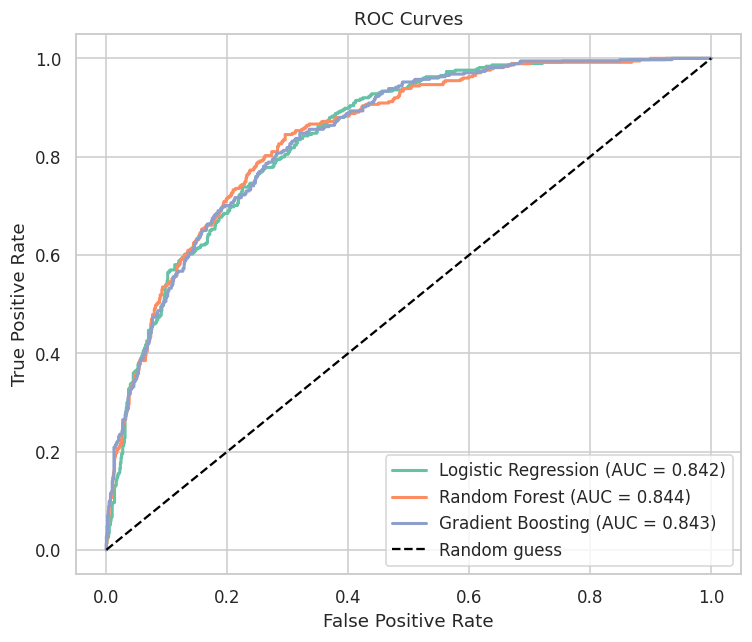 ROC Curves
True Positive Rate
1.0
0.8
0.6
0.4
0.2
0.0
Logistic Regression (AUC = 0.842)
Random Forest (AUC = 0.844)
Gradient Boosting (AUC = 0.843)
Random guess
0.0 0.2 0.4 0.6 0.8 1.0
False Positive Rate